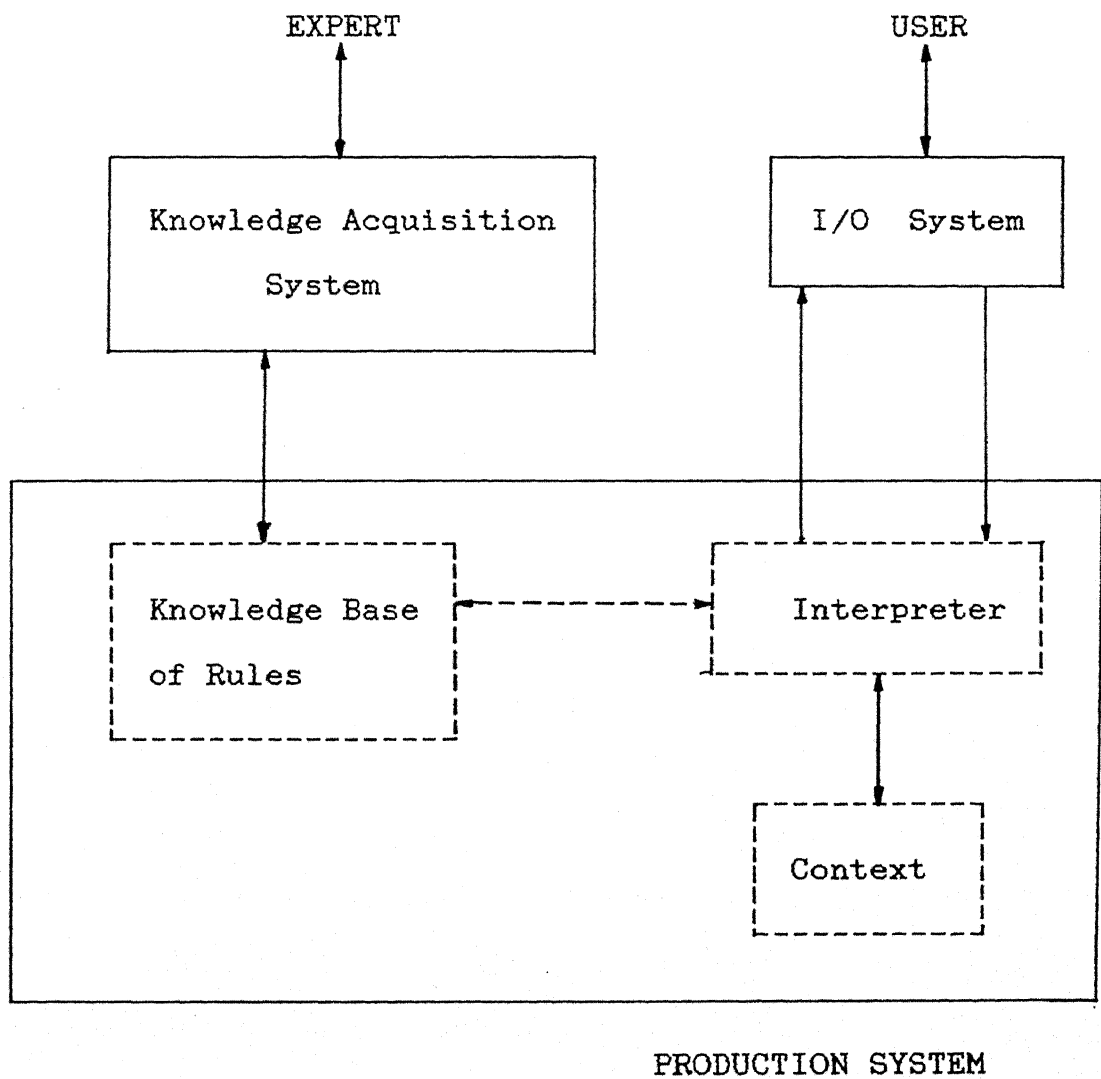 EXPERT
USER
Knowledge Acquisition
System
I/O System
Knowledge Base
of Rules
Interpreter
Context
PRODUCTION SYSTEM